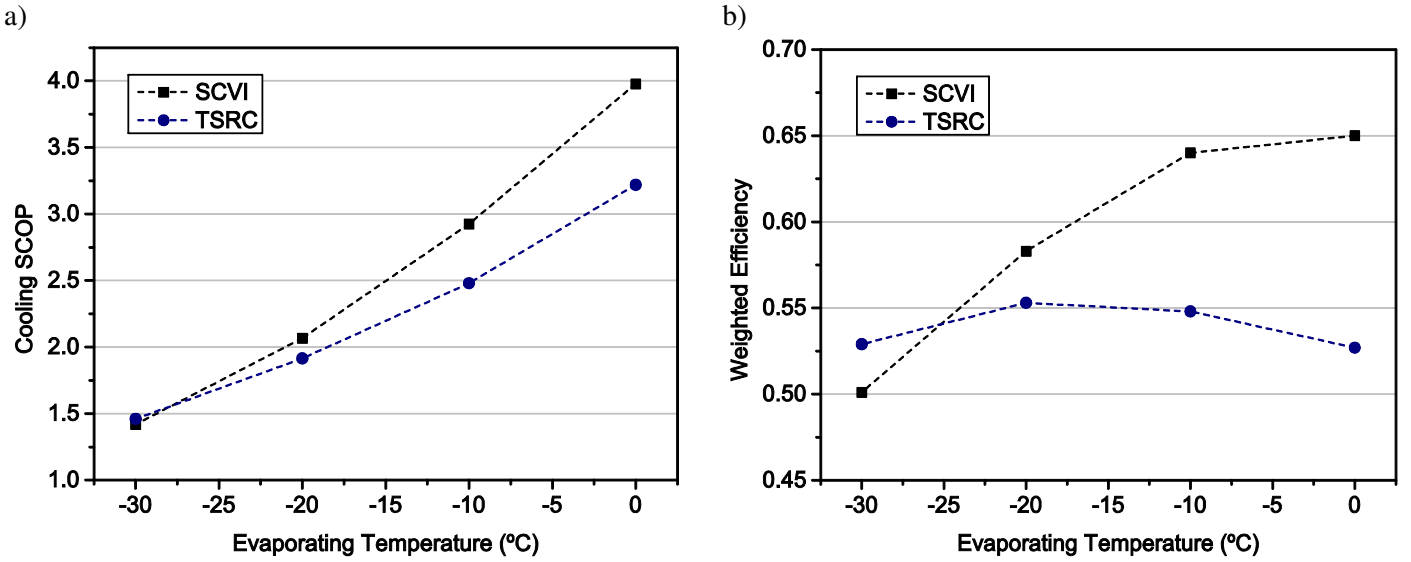 a)
Cooling SCOP
4.0
3.5
3.0
2.5
2.0
1.5
1.0
SCVI
TSRC
-30 -25 -20 -15 -10 -5 0
Evaporating Temperature (ºC)
b)
Weighted Efficiency
0.70
0.65
0.60
0.55
0.50
0.45
SCVI
TSRC
-30 -25 -20 -15 -10 -5 0
Evaporating Temperature (ºC)